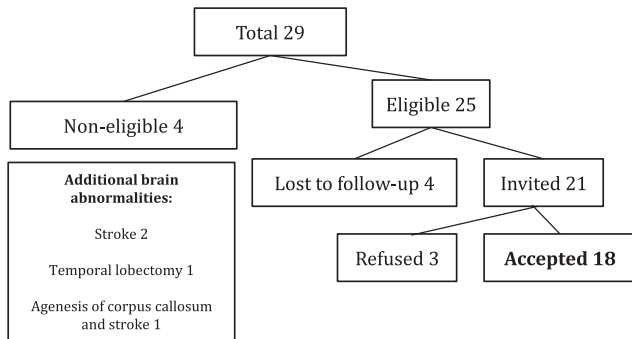 Total 29
Non-eligible 4
Eligible 25
Additional brain
abnormalities:
Stroke 2
Temporal lobectomy 1
Agenesis of corpus callosum
and stroke 1
Lost to follow-up 4
Invited 21
Refused 3
Accepted 18